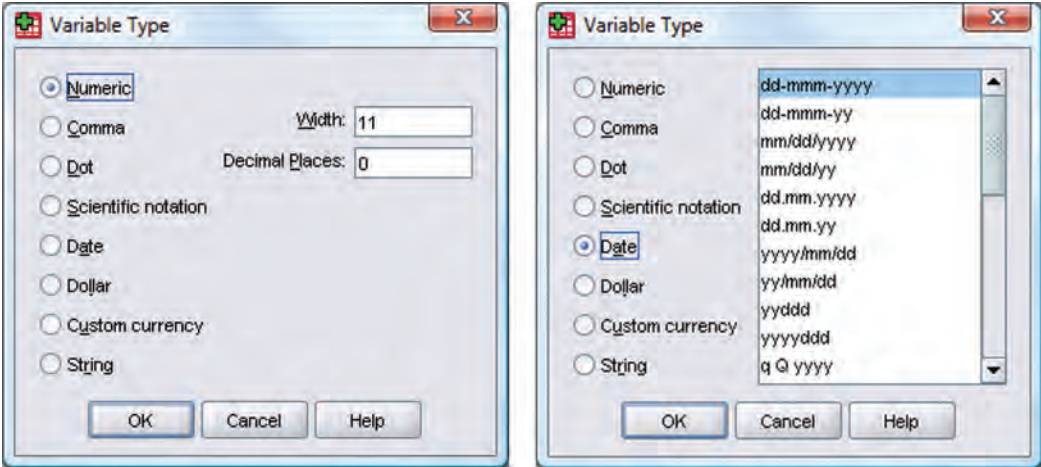 Variable Type
Numeric
Comma
Dot
Scientific notation
Date
Dollar
Custom currency
String
Width: 11
Decimal Places: 0
OK Cancel Help
Variable Type
Numeric
Comma
Dot
Scientific notation
Date
Dollar
Custom currency
String
dd-mmm-yyyy
dd-mmm-yy
mm/dd/yyyy
mm/dd/yy
dd.mm.yyyy
dd.mm.yy
yyyy/mm/dd
yy/mm/dd
yyddd
yyyyddd
q Q yyyy
OK Cancel Help